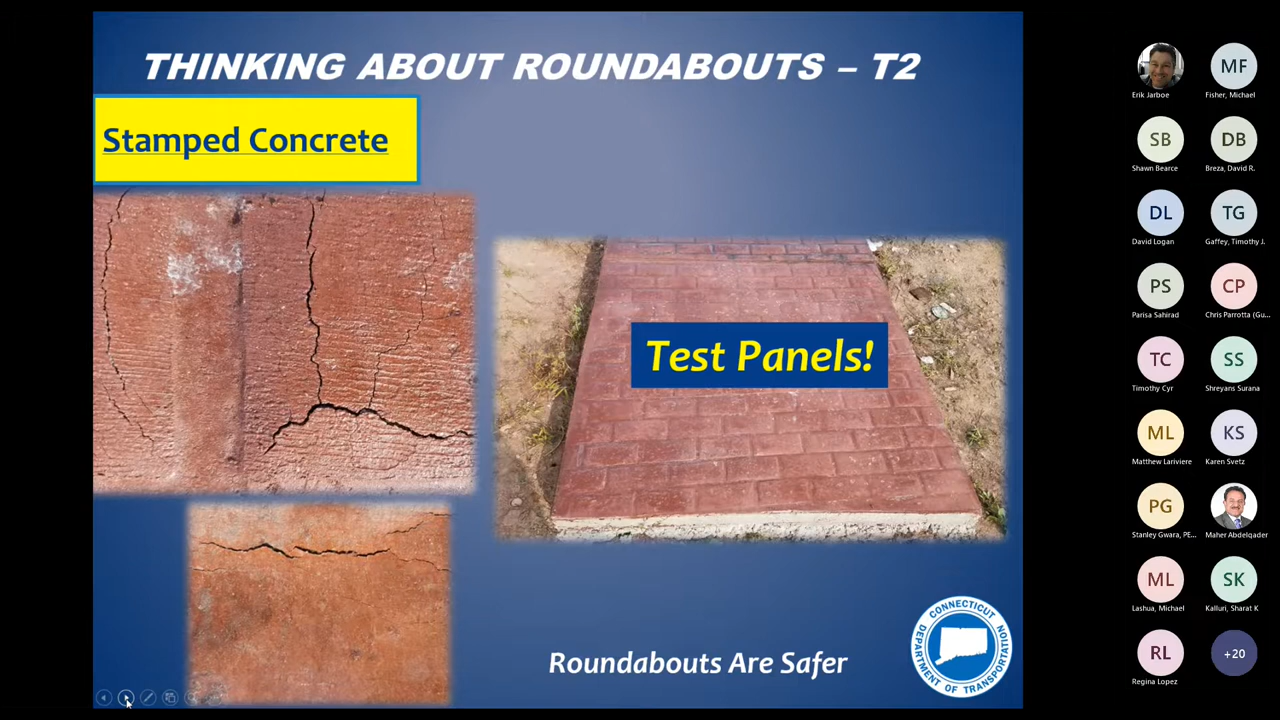 THINKING ABOUT ROUNDABOUTS – T2
Stamped Concrete
Test Panels!
Roundabouts Are Safer
CONNECTICUT
DEPARTMENT OF TRANSPORTATION
Erik Jarboe
MF
Fisher, Michael
SB
Shawn Bearce
DB
Breza, David R.
DL
David Logan
TG
Gaffey, Timothy J.
PS
Parisa Sahirad
CP
Chris Parrotta (Gu...
TC
Timothy Cyr
SS
Shreyans Surana
ML
Matthew Lariviere
KS
Karen Svetz
PG
Stanley Gwara, PE...
Maher Abdelqader
ML
Lashua, Michael
SK
Kalluri, Sharat K
RL
Regina Lopez
+20